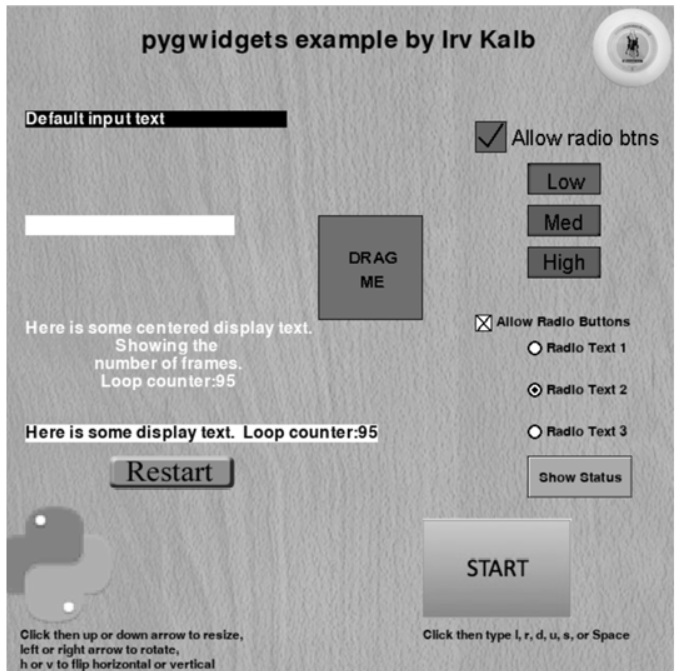 pygwidgets example by Irv Kalb
Default input text
Allow radio btns
Low
Med
High
DRAG
ME
Here is some centered display text.
Showing the
number of frames.
Loop counter:95
Allow Radio Buttons
Radio Text 1
Radio Text 2
Radio Text 3
Here is some display text.  Loop counter:95
Restart
Show Status
START
Click then up or down arrow to resize,
left or right arrow to rotate,
h or v to flip horizontal or vertical
Click then type l, r, d, u, s, or Space